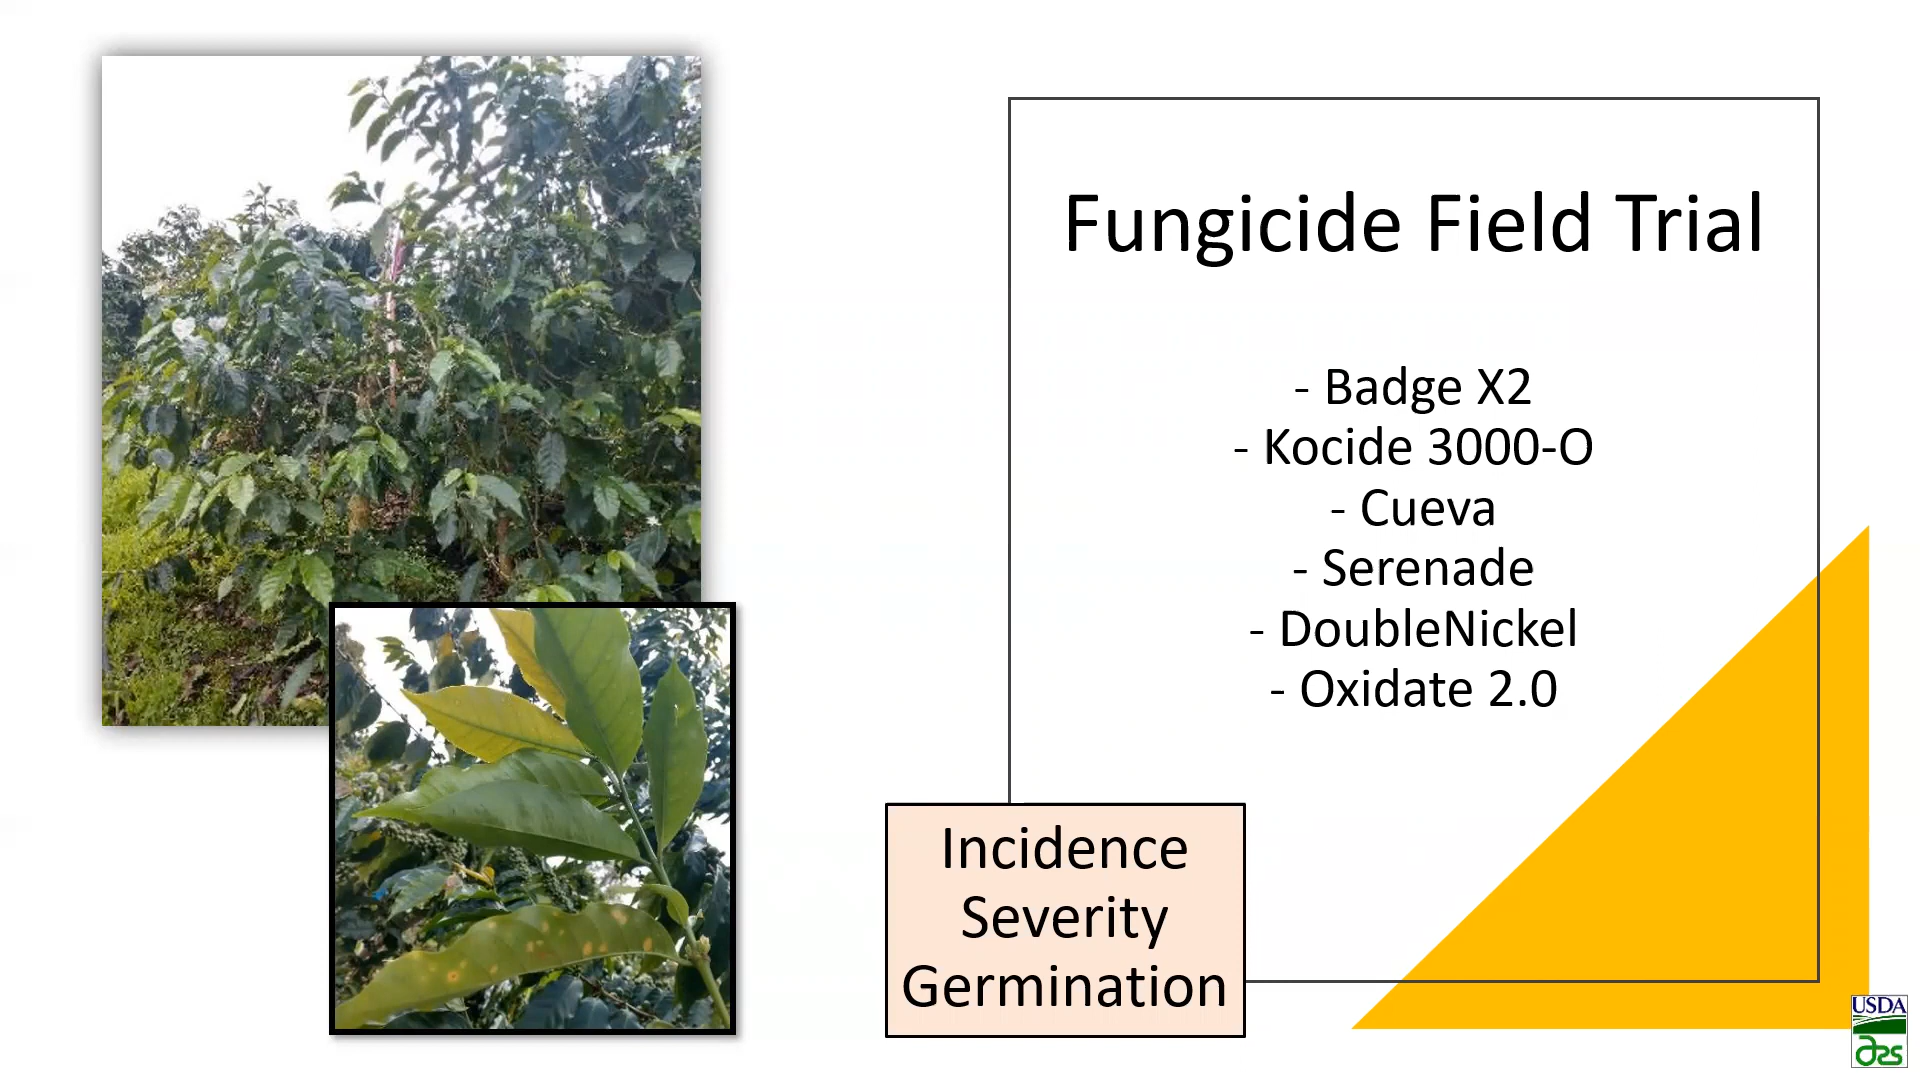 Fungicide Field Trial
- Badge X2
- Kocide 3000-O
- Cueva
- Serenade
- DoubleNickel
- Oxidate 2.0
Incidence
Severity
Germination
USDA
ars